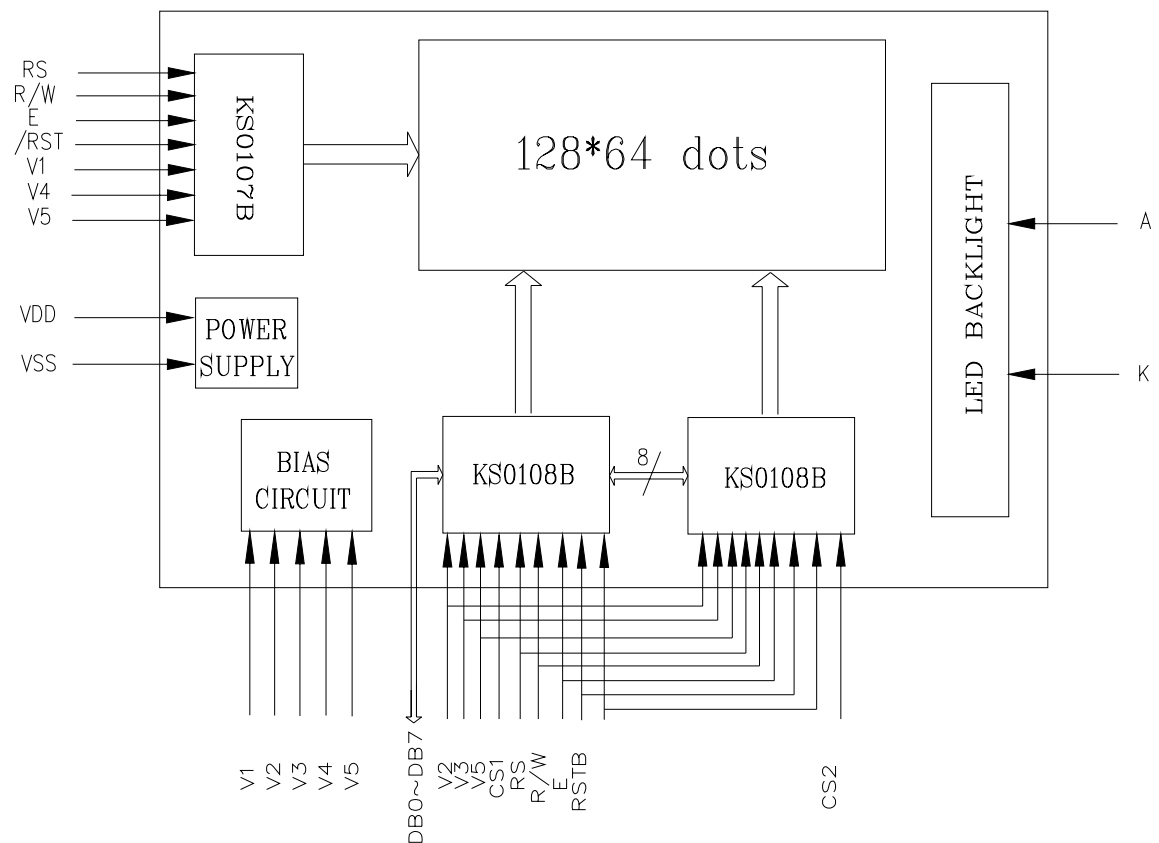 RS
R/W
E
/RST
V1
V4
V5
KS0107B
128*64 dots
LED BACKLIGHT
A
K
VDD
VSS
POWER
SUPPLY
BIAS
CIRCUIT
KS0108B
8
KS0108B
V1
V2
V3
V4
V5
DB0~DB7
V2
V3
V5
CS1
RS
R/W
E
RSTB
CS2